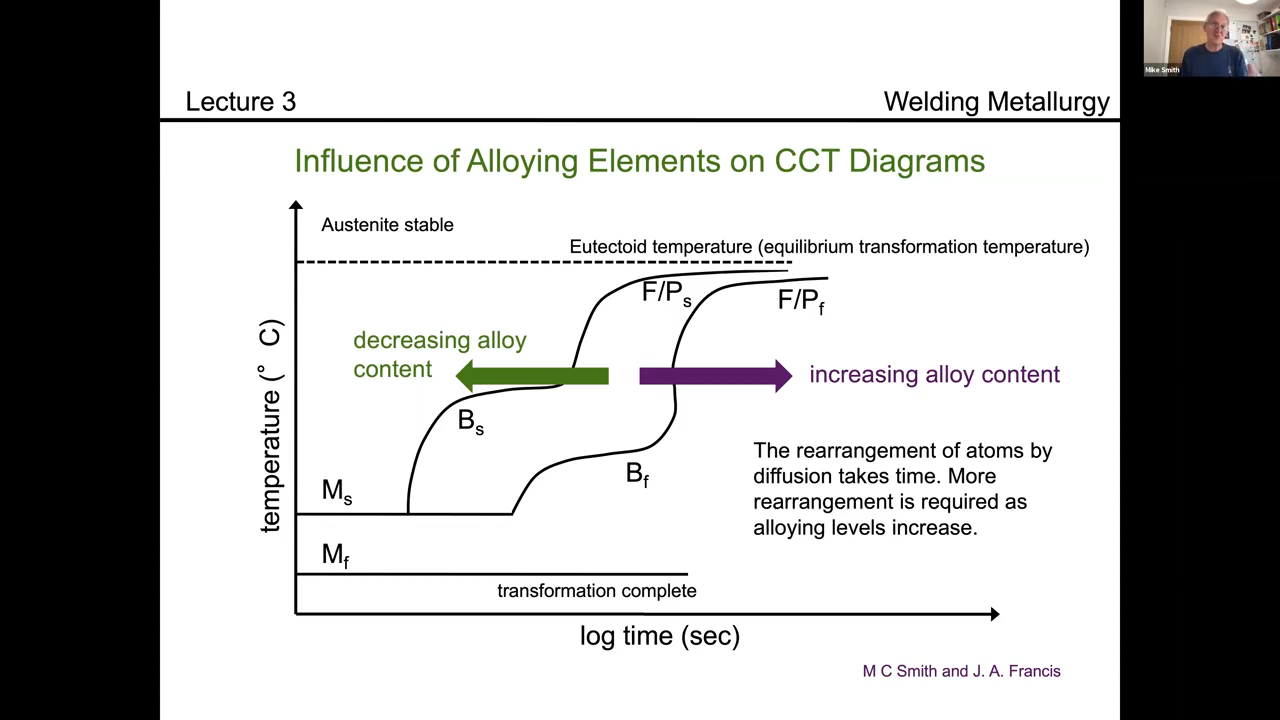 Mike Smith
Lecture 3
Welding Metallurgy
Influence of Alloying Elements on CCT Diagrams
Austenite stable
Eutectoid temperature (equilibrium transformation temperature)
F/Ps
F/Pf
decreasing alloy
content
increasing alloy content
Bs
Bf
The rearrangement of atoms by
diffusion takes time. More
rearrangement is required as
alloying levels increase.
Ms
Mf
transformation complete
temperature (° C)
log time (sec)
M C Smith and J. A. Francis